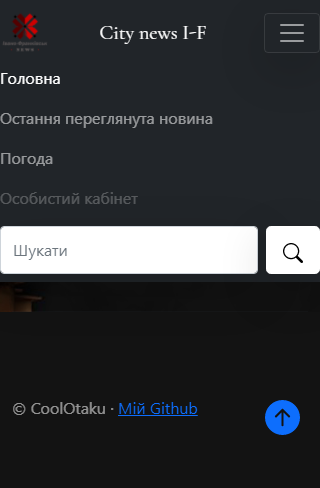 City news I-F
Головна
Остання переглянута новина
Погода
Особистий кабінет
Шукати
© CoolOtaku · Мій Github